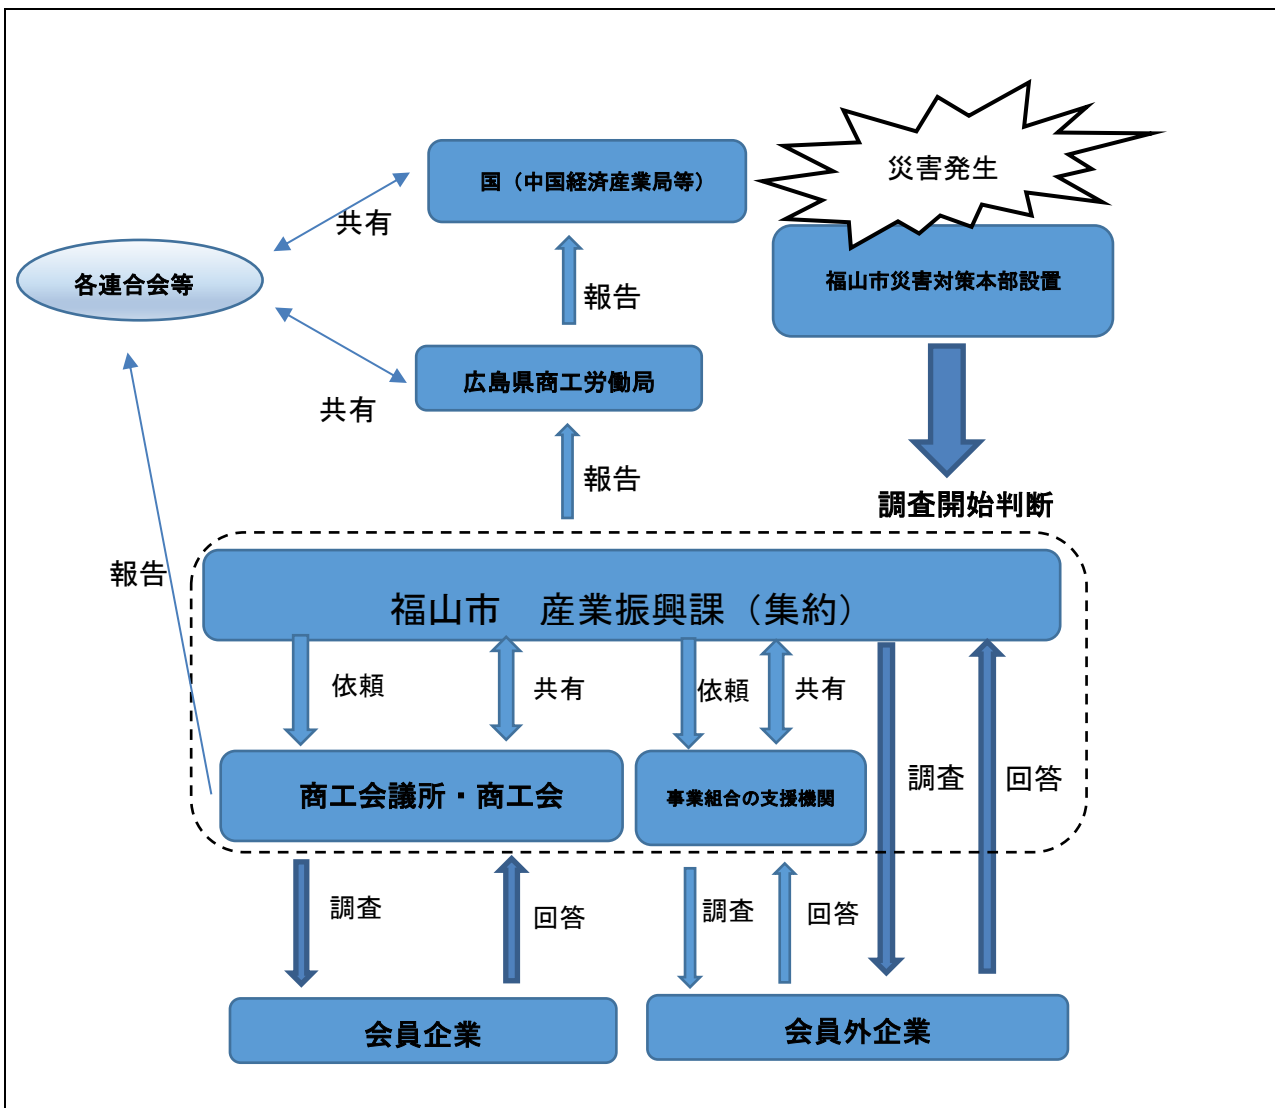 災害発生
国（中国経済産業局等）
共有
各連合会等
福山市災害対策本部設置
報告
広島県商工労働局
共有
報告
調査開始判断
報告
福山市　産業振興課（集約）
依頼
共有
依頼
共有
商工会議所・商工会
事業組合の支援機関
調査
回答
調査
回答
調査
回答
会員企業
会員外企業